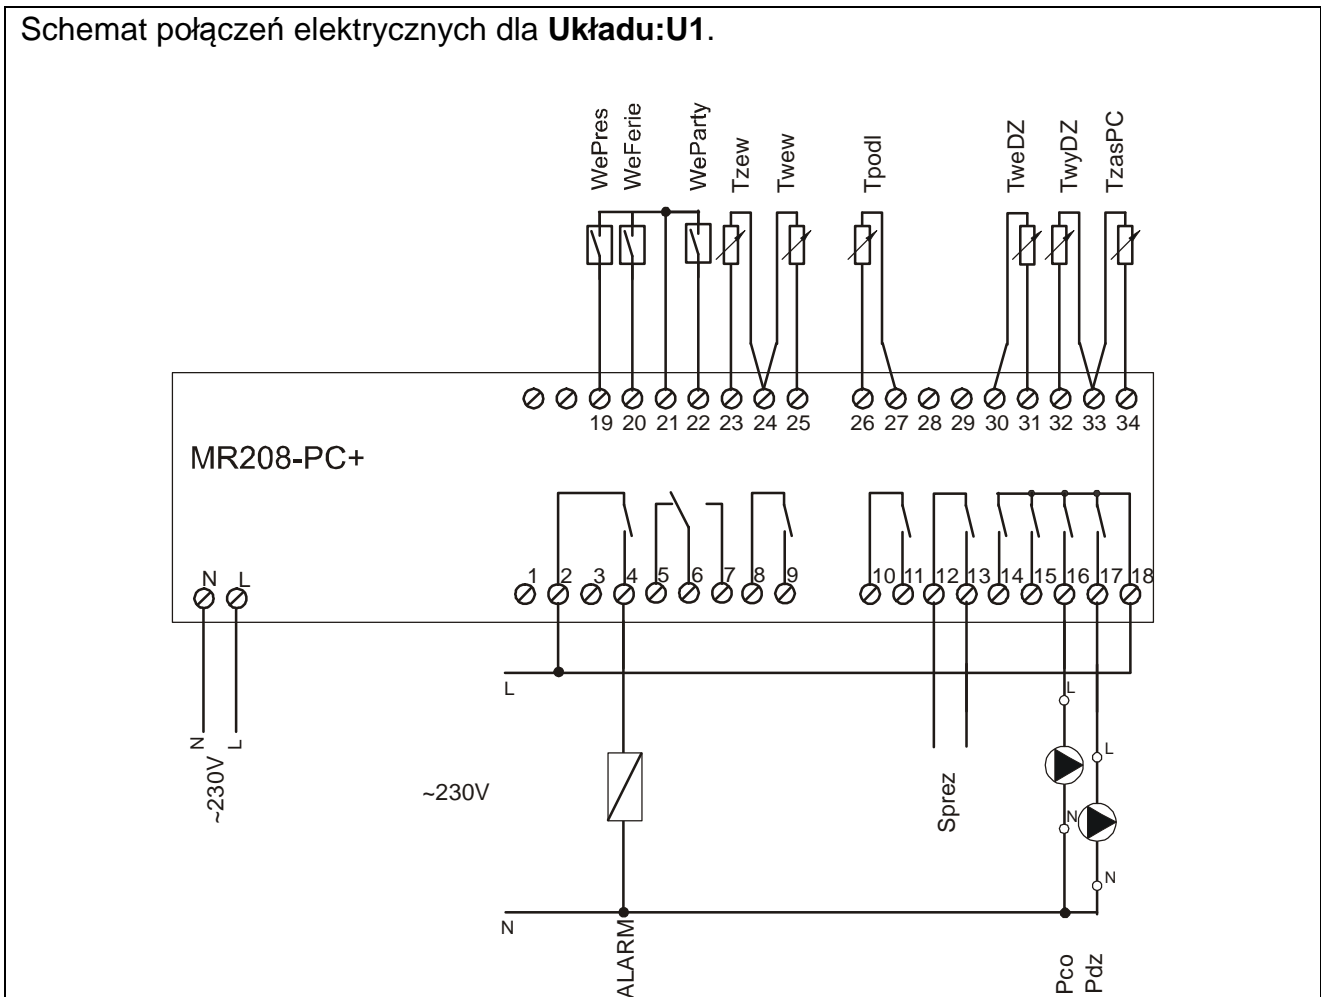 Schemat połączeń elektrycznych dla Układu:U1.
WePres WeFerie WeParty Tzew Twew Tpodl TweDZ TwyDZ TzasPC
19 20 21 22 23 24 25 26 27 28 29 30 31 32 33 34
MR208-PC+
N L 1 2 3 4 5 6 7 8 9 10 11 12 13 14 15 16 17 18
L
L
N L
L
~230V
~230V
Sprez
N
N
N
ALARM
Pco
Pdz